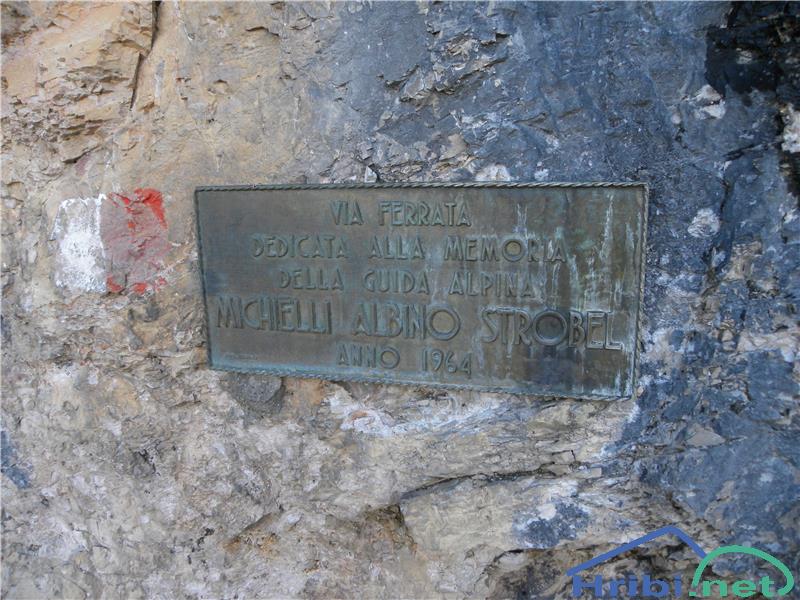 VIA FERRATA
DEDICATA ALLA MEMORIA
DELLA GUIDA ALPINA
MICHIELLI ALBINO STROBEL
ANNO 1964
Hribi.net